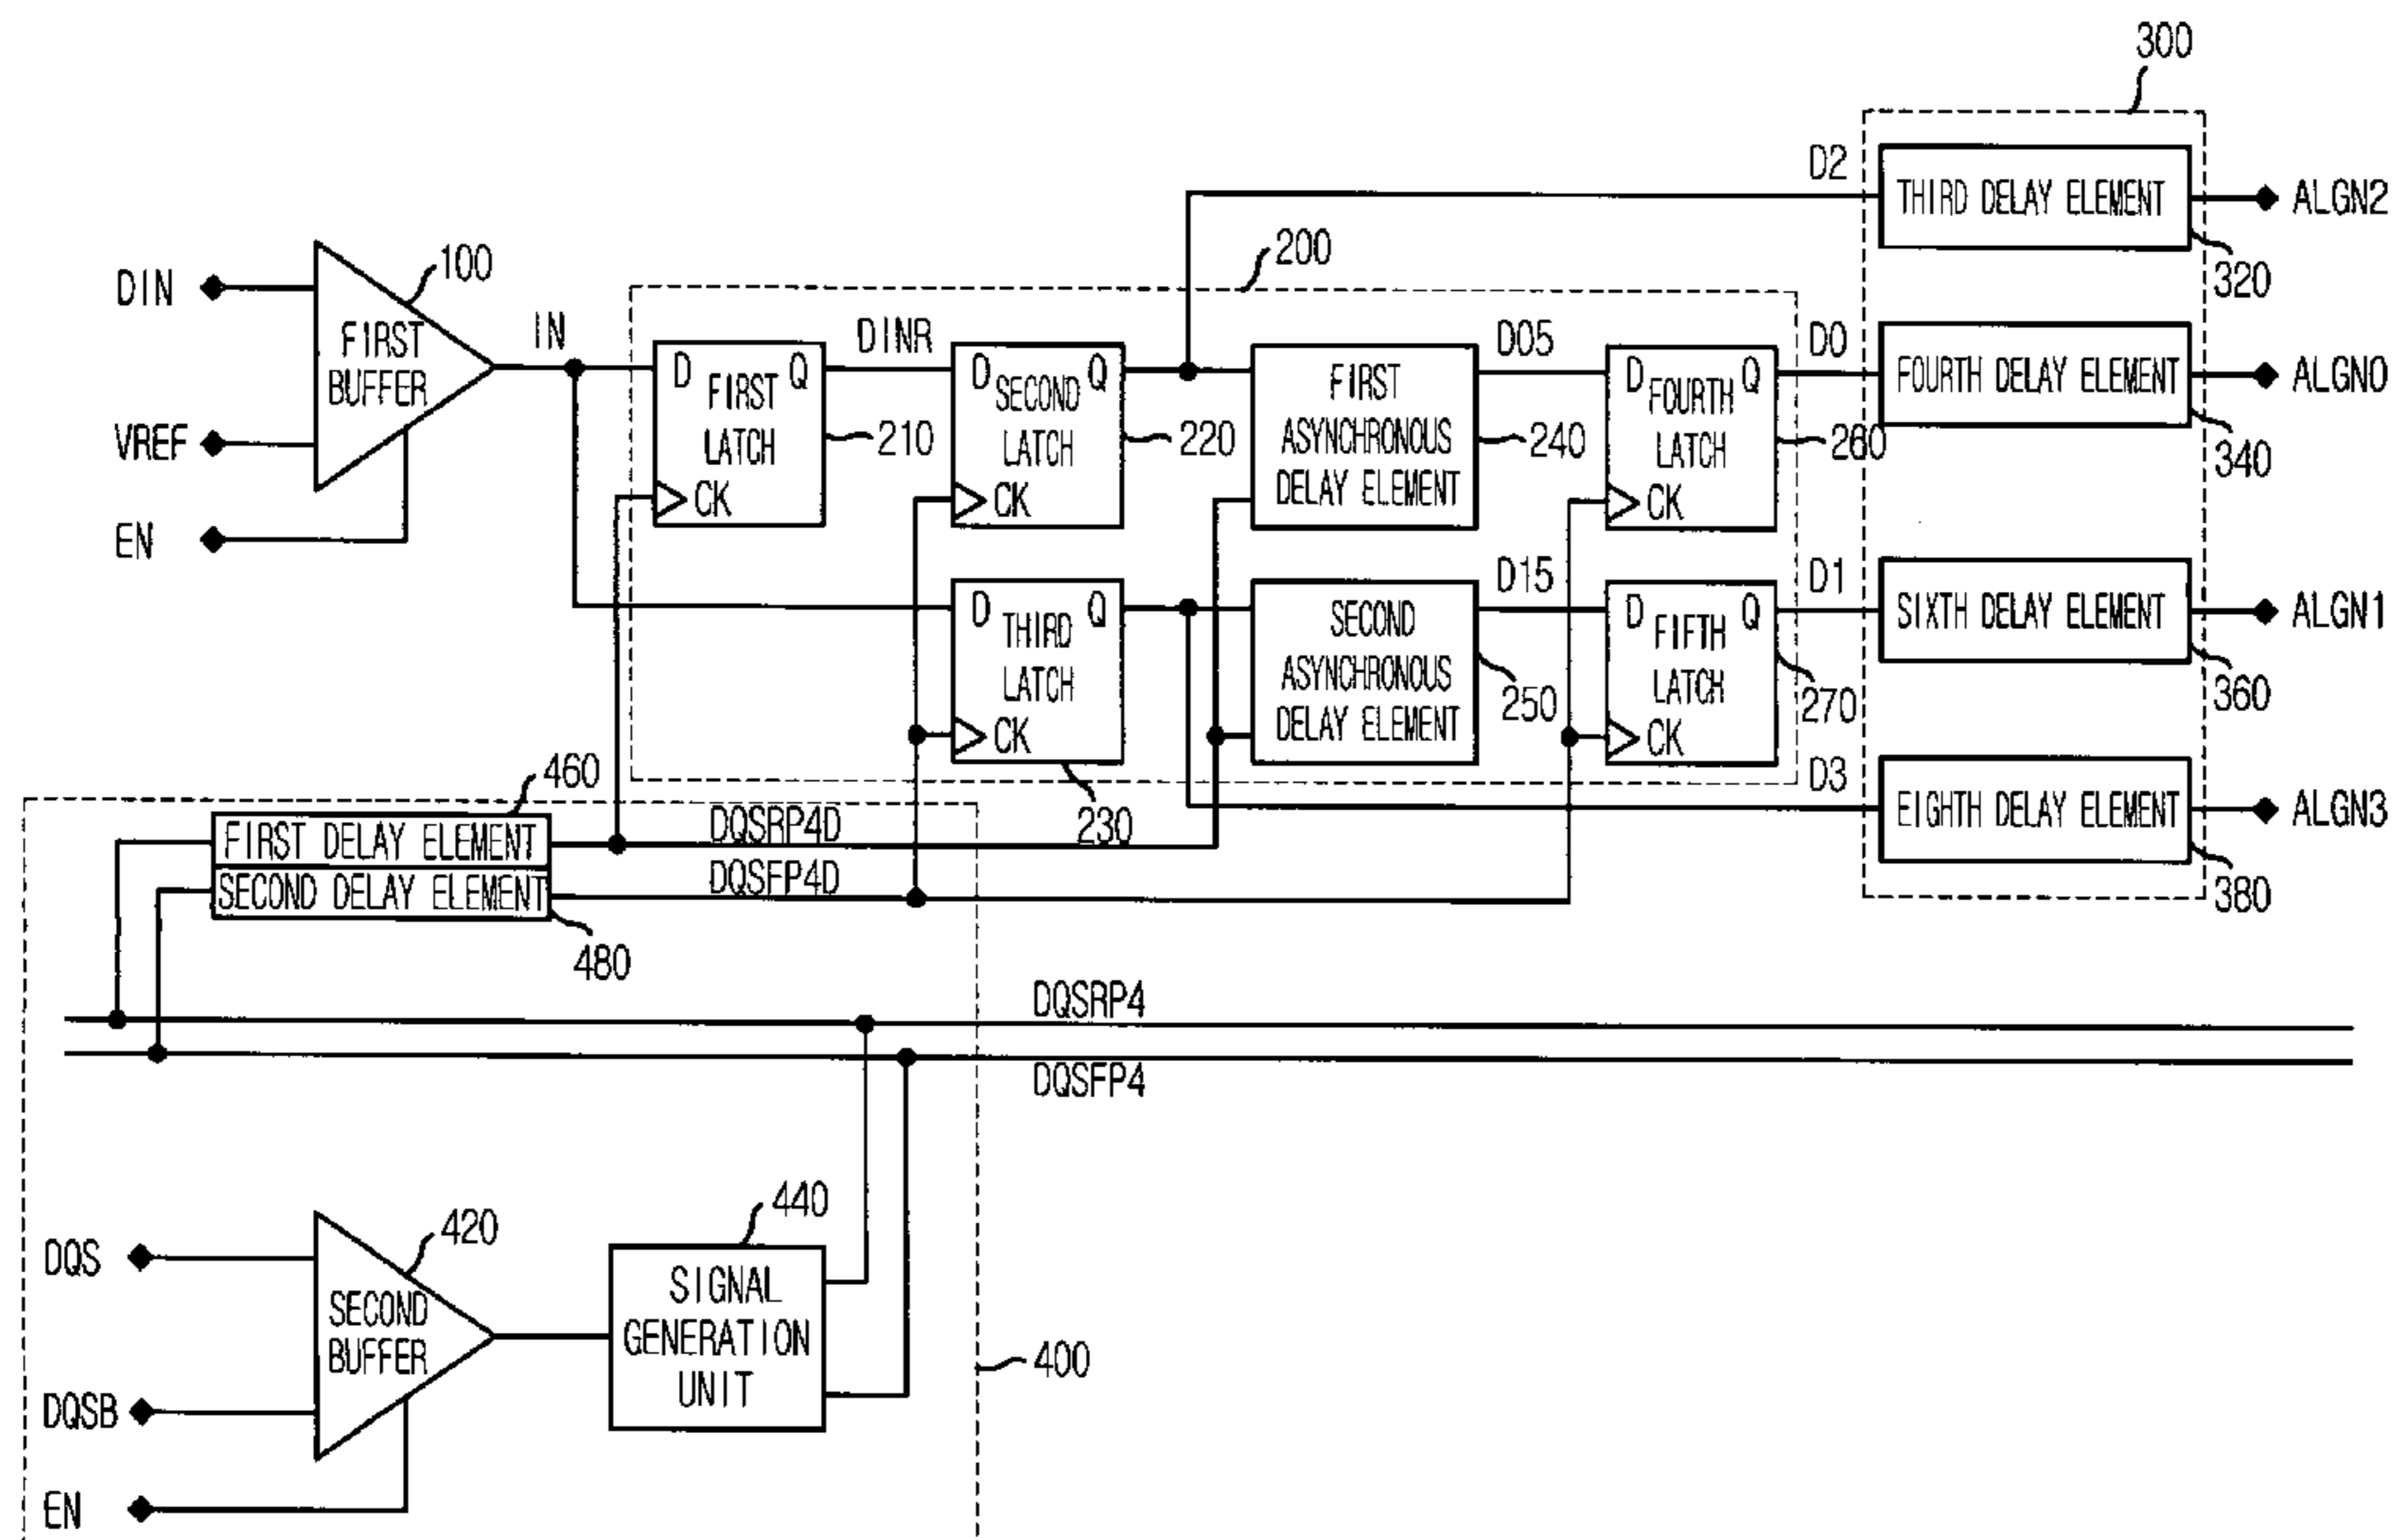 300
D2
THIRD DELAY ELEMENT
ALGN2
320
DIN
100
FIRST
BUFFER
VREF
EN
IN
200
D Q
FIRST
LATCH
CK
210
DINR
D Q
SECOND
LATCH
CK
220
FIRST
ASYNCHRONOUS
DELAY ELEMENT
240
D05
D Q
FOURTH
LATCH
CK
260
D0
FOURTH DELAY ELEMENT
ALGN0
340
D Q
THIRD
LATCH
CK
230
SECOND
ASYNCHRONOUS
DELAY ELEMENT
250
D15
D Q
FIFTH
LATCH
CK
270
D1
SIXTH DELAY ELEMENT
ALGN1
360
D3
EIGHTH DELAY ELEMENT
ALGN3
380
460
FIRST DELAY ELEMENT
DQSRP4D
SECOND DELAY ELEMENT
DQSFP4D
480
DQSRP4
DQSFP4
DQS
420
SECOND
BUFFER
DQSB
EN
440
SIGNAL
GENERATION
UNIT
400